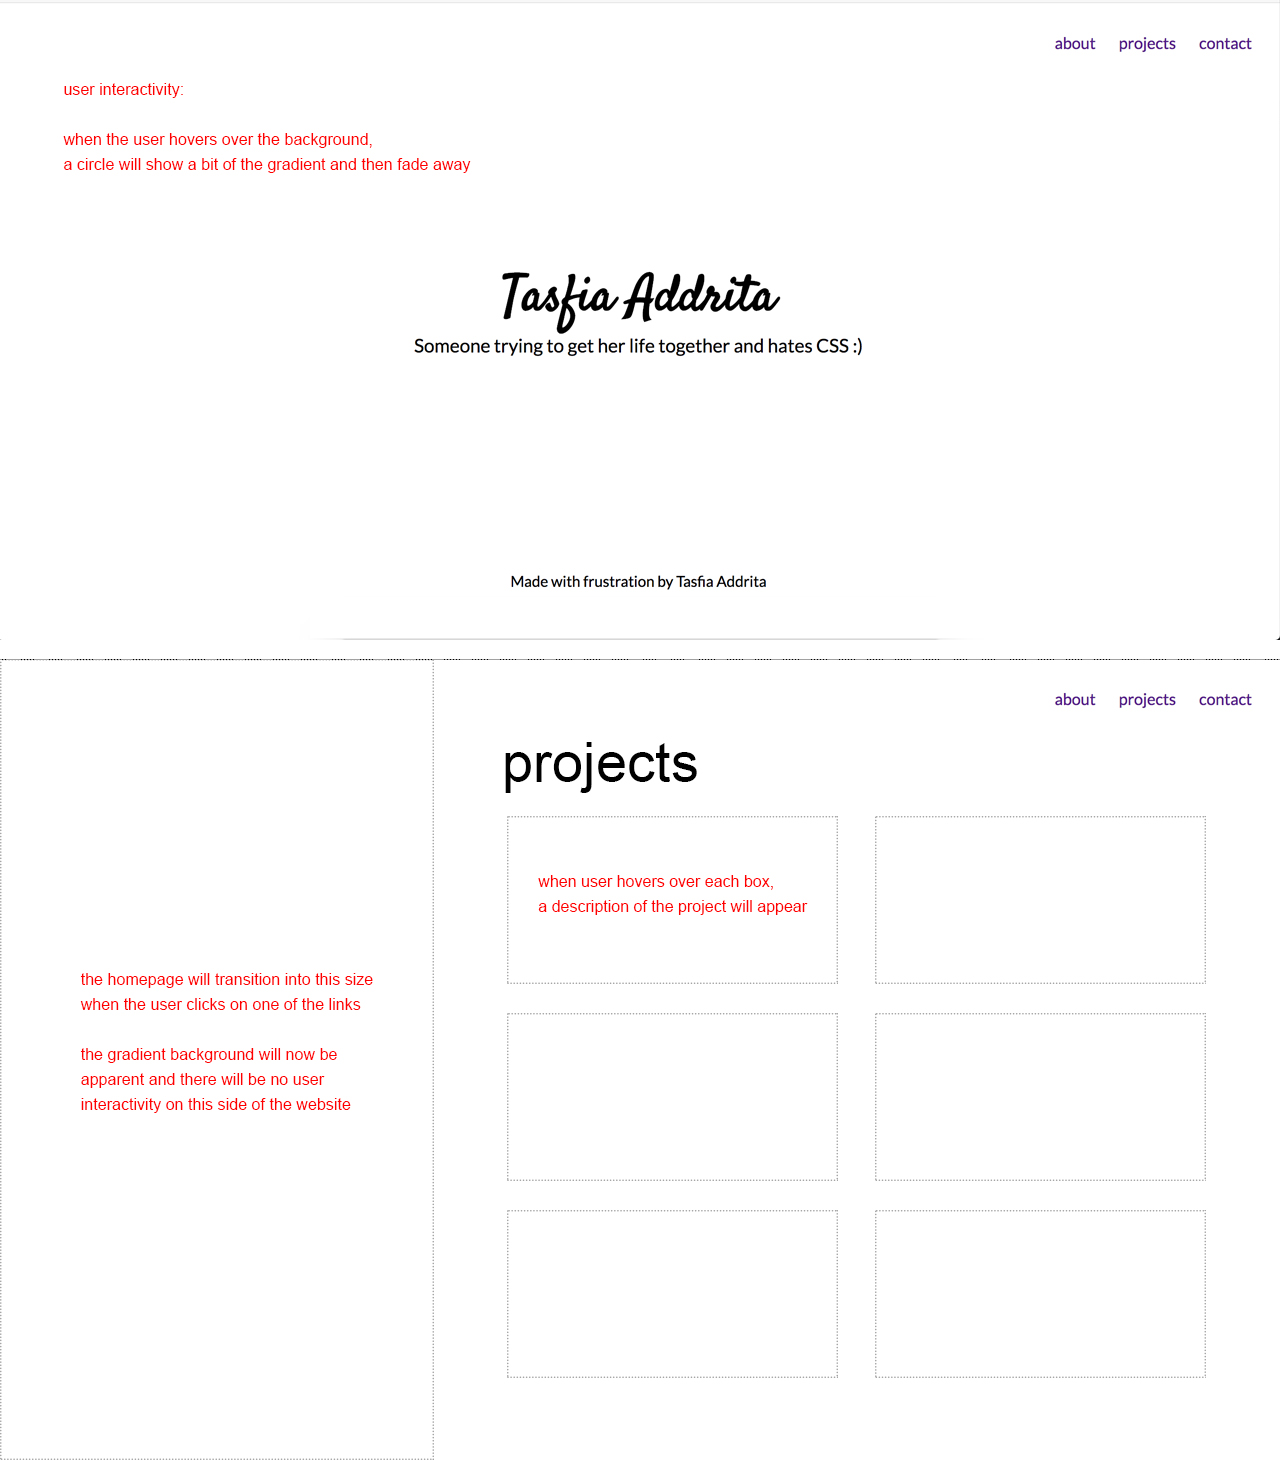 about projects contact
user interactivity:
when the user hovers over the background,
a circle will show a bit of the gradient and then fade away
Tasfia Addrita
Someone trying to get her life together and hates CSS :)
Made with frustration by Tasfia Addrita
about projects contact
projects
when user hovers over each box,
a description of the project will appear
the homepage will transition into this size
when the user clicks on one of the links
the gradient background will now be
apparent and there will be no user
interactivity on this side of the website